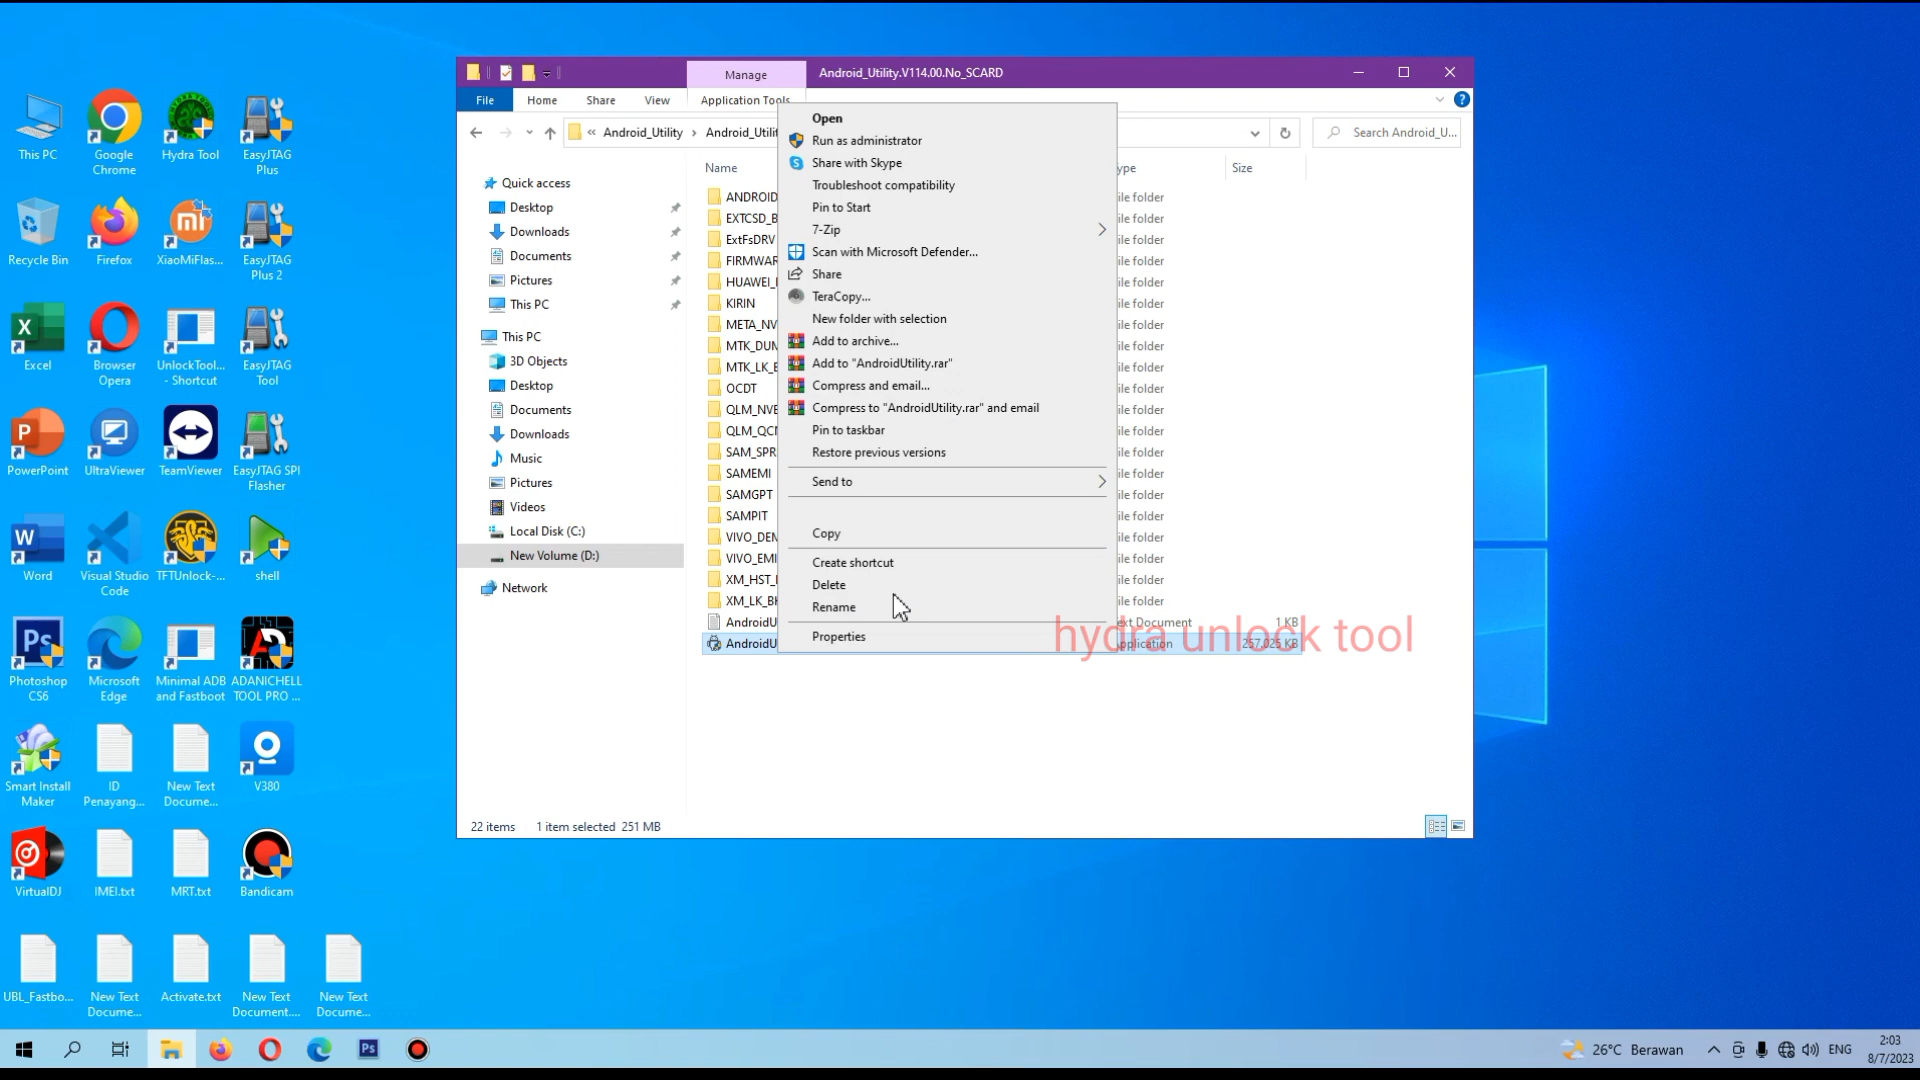 This PC
Google
Chrome
Hydra Tool
EasyJTAG
Plus
Recycle Bin
Firefox
XiaoMiFlas...
EasyJTAG
Plus 2
Excel
Browser
Opera
UnlockTool...
- Shortcut
EasyJTAG
Tool
PowerPoint
UltraViewer
TeamViewer
EasyJTAG SPI
Flasher
Word
Visual Studio
Code
TFTUnlock-...
shell
Photoshop
CS6
Microsoft
Edge
Minimal ADB
and Fastboot
ADANICHELL
TOOL PRO ...
Smart Install
Maker
ID
Penayang...
New Text
Docume...
V380
VirtualDJ
IMEI.txt
MRT.txt
Bandicam
UBL_Fastbo...
New Text
Docume...
Activate.txt
New Text
Document....
New Text
Docume...
Manage
Android_Utility.V114.00.No_SCARD
File
Home
Share
View
Application Tools
« Android_Utility › Android_Utilit
Search Android_U...
Quick access
Desktop
Downloads
Documents
Pictures
This PC
This PC
3D Objects
Desktop
Documents
Downloads
Music
Pictures
Videos
Local Disk (C:)
New Volume (D:)
Network
Name
ype
Size
ANDROID
ile folder
EXTCSD_B
ile folder
ExtFsDRV
ile folder
FIRMWAR
ile folder
HUAWEI_
ile folder
KIRIN
ile folder
META_NV
ile folder
MTK_DUM
ile folder
MTK_LK_B
ile folder
OCDT
ile folder
QLM_NVE
ile folder
QLM_QCN
ile folder
SAM_SPR
ile folder
SAMEMI
ile folder
SAMGPT
ile folder
SAMPIT
ile folder
VIVO_DEM
ile folder
VIVO_EMI
ile folder
XM_HST_
ile folder
XM_LK_BK
ile folder
AndroidU
ext Document
1 KB
AndroidU
pplication
257,025 KB
Open
Run as administrator
Share with Skype
Troubleshoot compatibility
Pin to Start
7-Zip
Scan with Microsoft Defender...
Share
TeraCopy...
New folder with selection
Add to archive...
Add to "AndroidUtility.rar"
Compress and email...
Compress to "AndroidUtility.rar" and email
Pin to taskbar
Restore previous versions
Send to
Copy
Create shortcut
Delete
Rename
Properties
hydra unlock tool
22 items
1 item selected 251 MB
26°C Berawan
ENG
2:03
8/7/2023